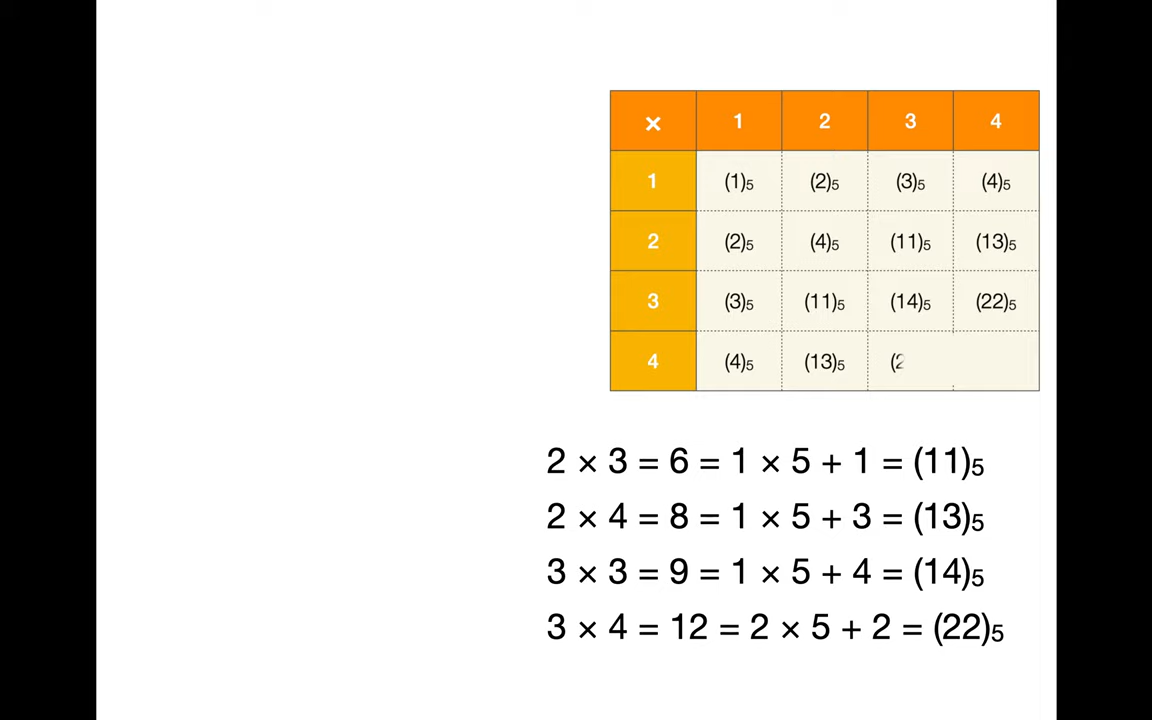 × 1 2 3 4
1 (1)₅ (2)₅ (3)₅ (4)₅
2 (2)₅ (4)₅ (11)₅ (13)₅
3 (3)₅ (11)₅ (14)₅ (22)₅
4 (4)₅ (13)₅ (2
2 × 3 = 6 = 1 × 5 + 1 = (11)₅
2 × 4 = 8 = 1 × 5 + 3 = (13)₅
3 × 3 = 9 = 1 × 5 + 4 = (14)₅
3 × 4 = 12 = 2 × 5 + 2 = (22)₅